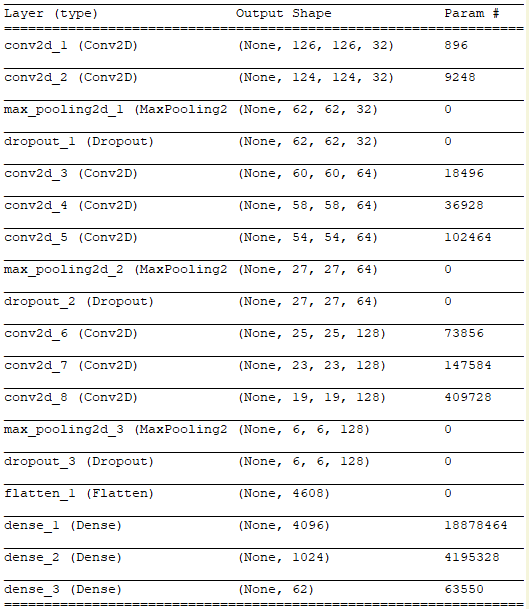 Layer (type) Output Shape Param #
conv2d_1 (Conv2D) (None, 126, 126, 32) 896
conv2d_2 (Conv2D) (None, 124, 124, 32) 9248
max_pooling2d_1 (MaxPooling2 (None, 62, 62, 32) 0
dropout_1 (Dropout) (None, 62, 62, 32) 0
conv2d_3 (Conv2D) (None, 60, 60, 64) 18496
conv2d_4 (Conv2D) (None, 58, 58, 64) 36928
conv2d_5 (Conv2D) (None, 54, 54, 64) 102464
max_pooling2d_2 (MaxPooling2 (None, 27, 27, 64) 0
dropout_2 (Dropout) (None, 27, 27, 64) 0
conv2d_6 (Conv2D) (None, 25, 25, 128) 73856
conv2d_7 (Conv2D) (None, 23, 23, 128) 147584
conv2d_8 (Conv2D) (None, 19, 19, 128) 409728
max_pooling2d_3 (MaxPooling2 (None, 6, 6, 128) 0
dropout_3 (Dropout) (None, 6, 6, 128) 0
flatten_1 (Flatten) (None, 4608) 0
dense_1 (Dense) (None, 4096) 18878464
dense_2 (Dense) (None, 1024) 4195328
dense_3 (Dense) (None, 62) 63550